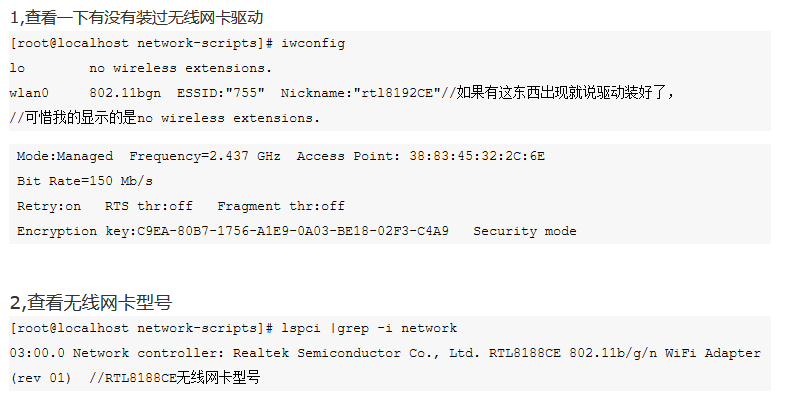 1,查看一下有没有装过无线网卡驱动
[root@localhost network-scripts]# iwconfig
lo        no wireless extensions.
wlan0     802.11bgn  ESSID:"755"  Nickname:"rtl8192CE"//如果有这东西出现就说驱动装好了，
//可惜我的显示的是no wireless extensions.
Mode:Managed  Frequency=2.437 GHz  Access Point: 38:83:45:32:2C:6E
Bit Rate=150 Mb/s
Retry:on   RTS thr:off   Fragment thr:off
Encryption key:C9EA-80B7-1756-A1E9-0A03-BE18-02F3-C4A9   Security mode
2,查看无线网卡型号
[root@localhost network-scripts]# lspci |grep -i network
03:00.0 Network controller: Realtek Semiconductor Co., Ltd. RTL8188CE 802.11b/g/n WiFi Adapter
(rev 01)  //RTL8188CE无线网卡型号